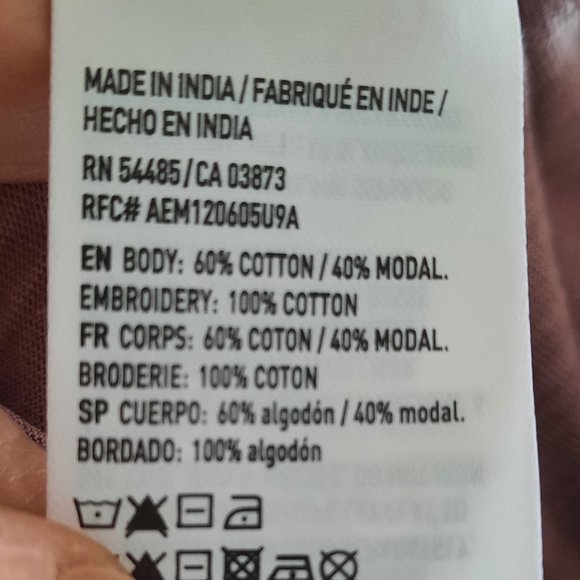 MADE IN INDIA / FABRIQUÉ EN INDE /
HECHO EN INDIA
RN 54485 / CA 03873
RFC# AEM120605U9A
EN BODY: 60% COTTON / 40% MODAL.
EMBROIDERY: 100% COTTON
FR CORPS: 60% COTON / 40% MODAL.
BRODERIE: 100% COTON
SP CUERPO: 60% algodón / 40% modal.
BORDADO: 100% algodón